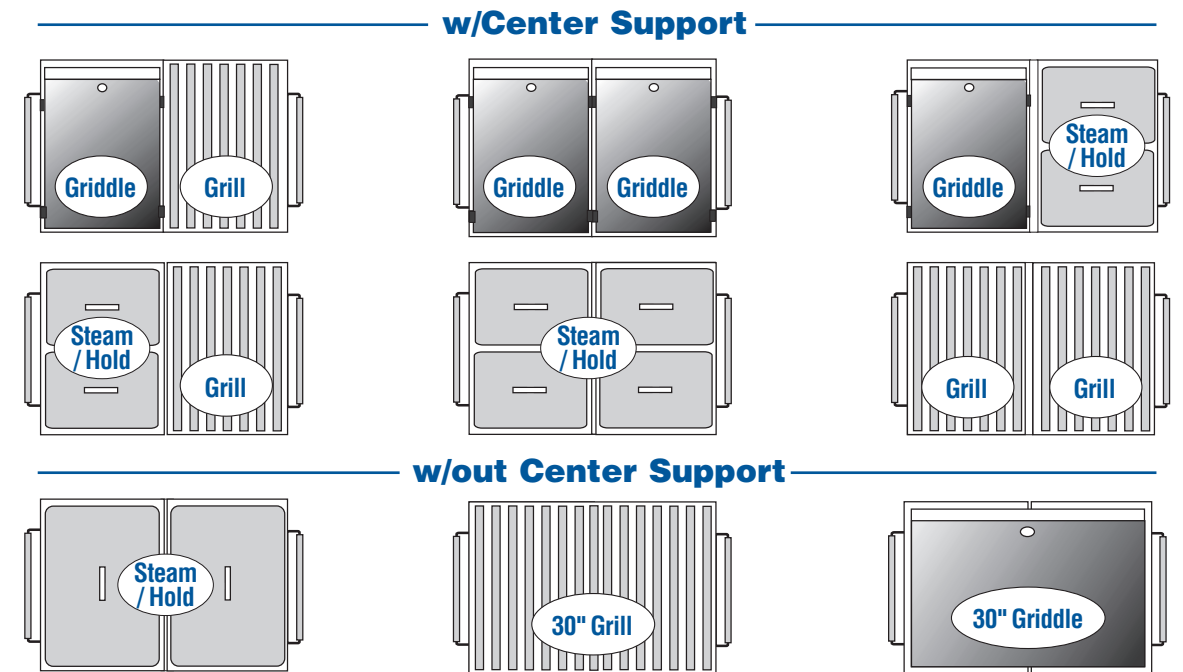 w/Center Support
Griddle
Grill
Griddle
Griddle
Griddle
Steam
/ Hold
Steam
/ Hold
Grill
Steam
/ Hold
Grill
Grill
w/out Center Support
Steam
/ Hold
30" Grill
30" Griddle